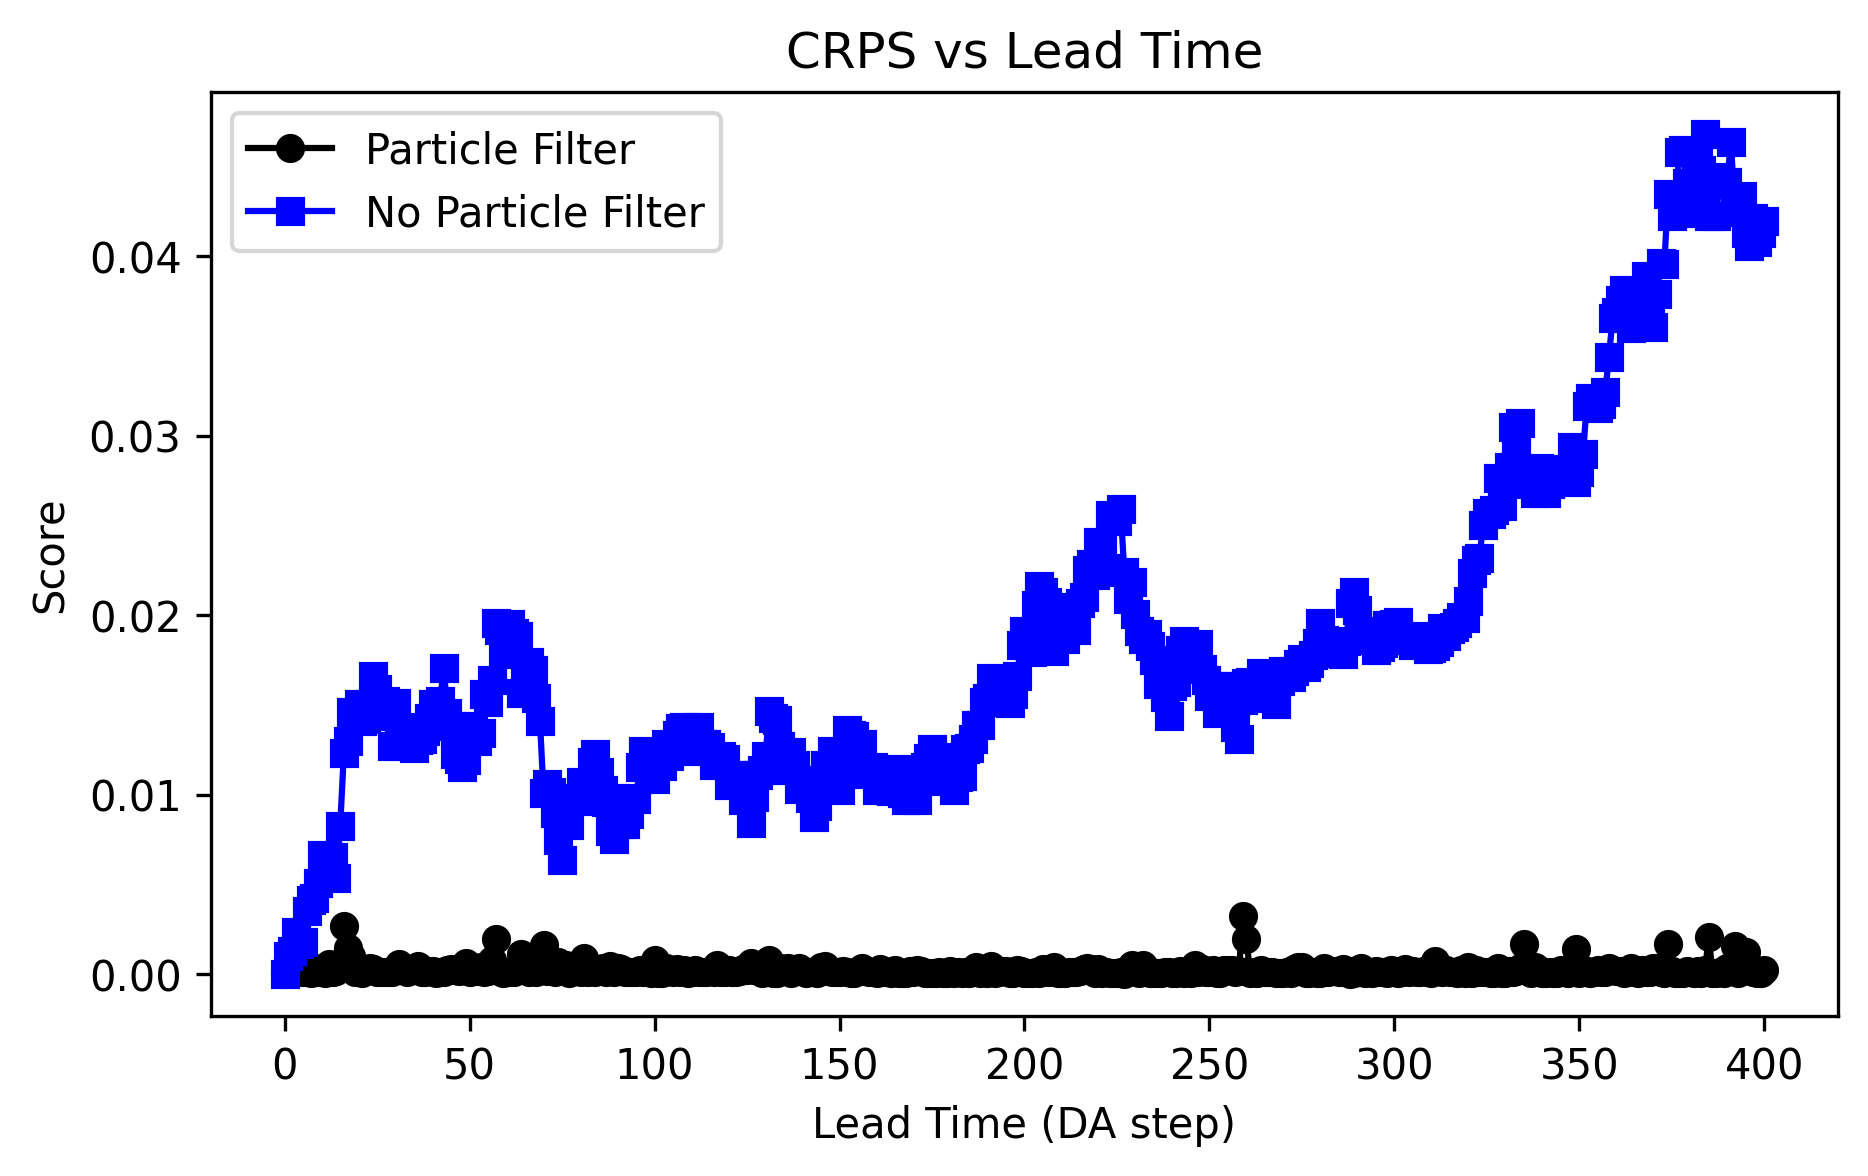 CRPS vs Lead Time
Particle Filter
No Particle Filter
Score
0.04
0.03
0.02
0.01
0.00
0 50 100 150 200 250 300 350 400
Lead Time (DA step)